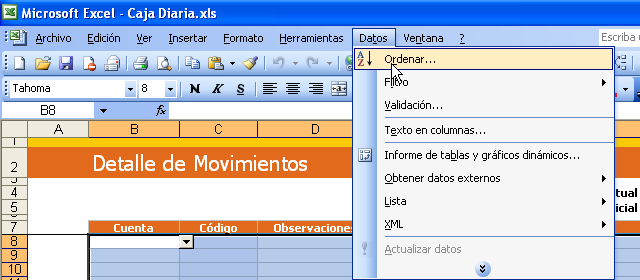 Microsoft Excel - Caja Diaria.xls
Archivo Edición Ver Insertar Formato Herramientas Datos Ventana ? Escriba u
Ordenar...
Tahoma 8 N K S
Filtro
B8 fx
Validación...
Texto en columnas...
A B C D
1
2 Detalle de Movimientos
Informe de tablas y gráficos dinámicos...
3
Obtener datos externos
4 tual
Lista
5 icial
7 Cuenta Código Observaciones
XML
8
9
Actualizar datos
10